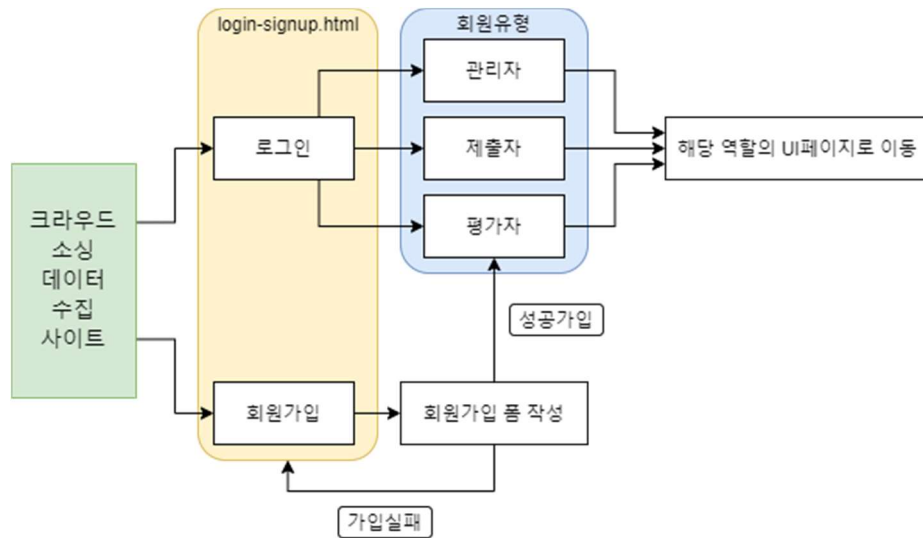 login-signup.html
회원유형
관리자
로그인
제출자
해당 역할의 UI페이지로 이동
평가자
크라우드
소싱
데이터
수집
사이트
성공가입
회원가입
회원가입 폼 작성
가입실패